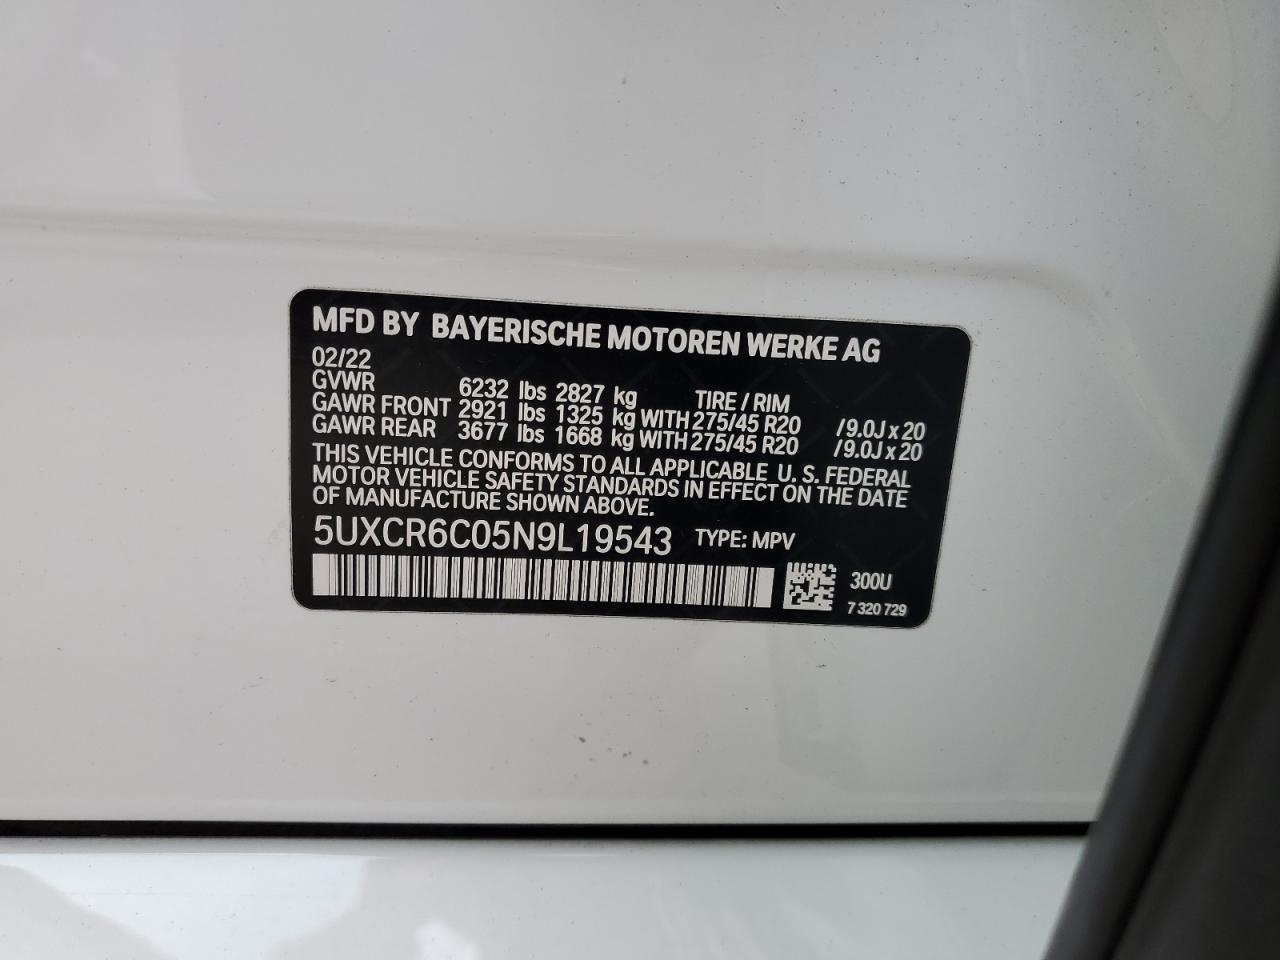 MFD BY BAYERISCHE MOTOREN WERKE AG
02/22
GVWR 6232 lbs 2827 kg TIRE / RIM
GAWR FRONT 2921 lbs 1325 kg WITH 275/45 R20 / 9.0J x 20
GAWR REAR 3677 lbs 1668 kg WITH 275/45 R20 / 9.0J x 20
THIS VEHICLE CONFORMS TO ALL APPLICABLE U. S. FEDERAL
MOTOR VEHICLE SAFETY STANDARDS IN EFFECT ON THE DATE
OF MANUFACTURE SHOWN ABOVE.
5UXCR6C05N9L19543 TYPE: MPV
300U
7 320 729